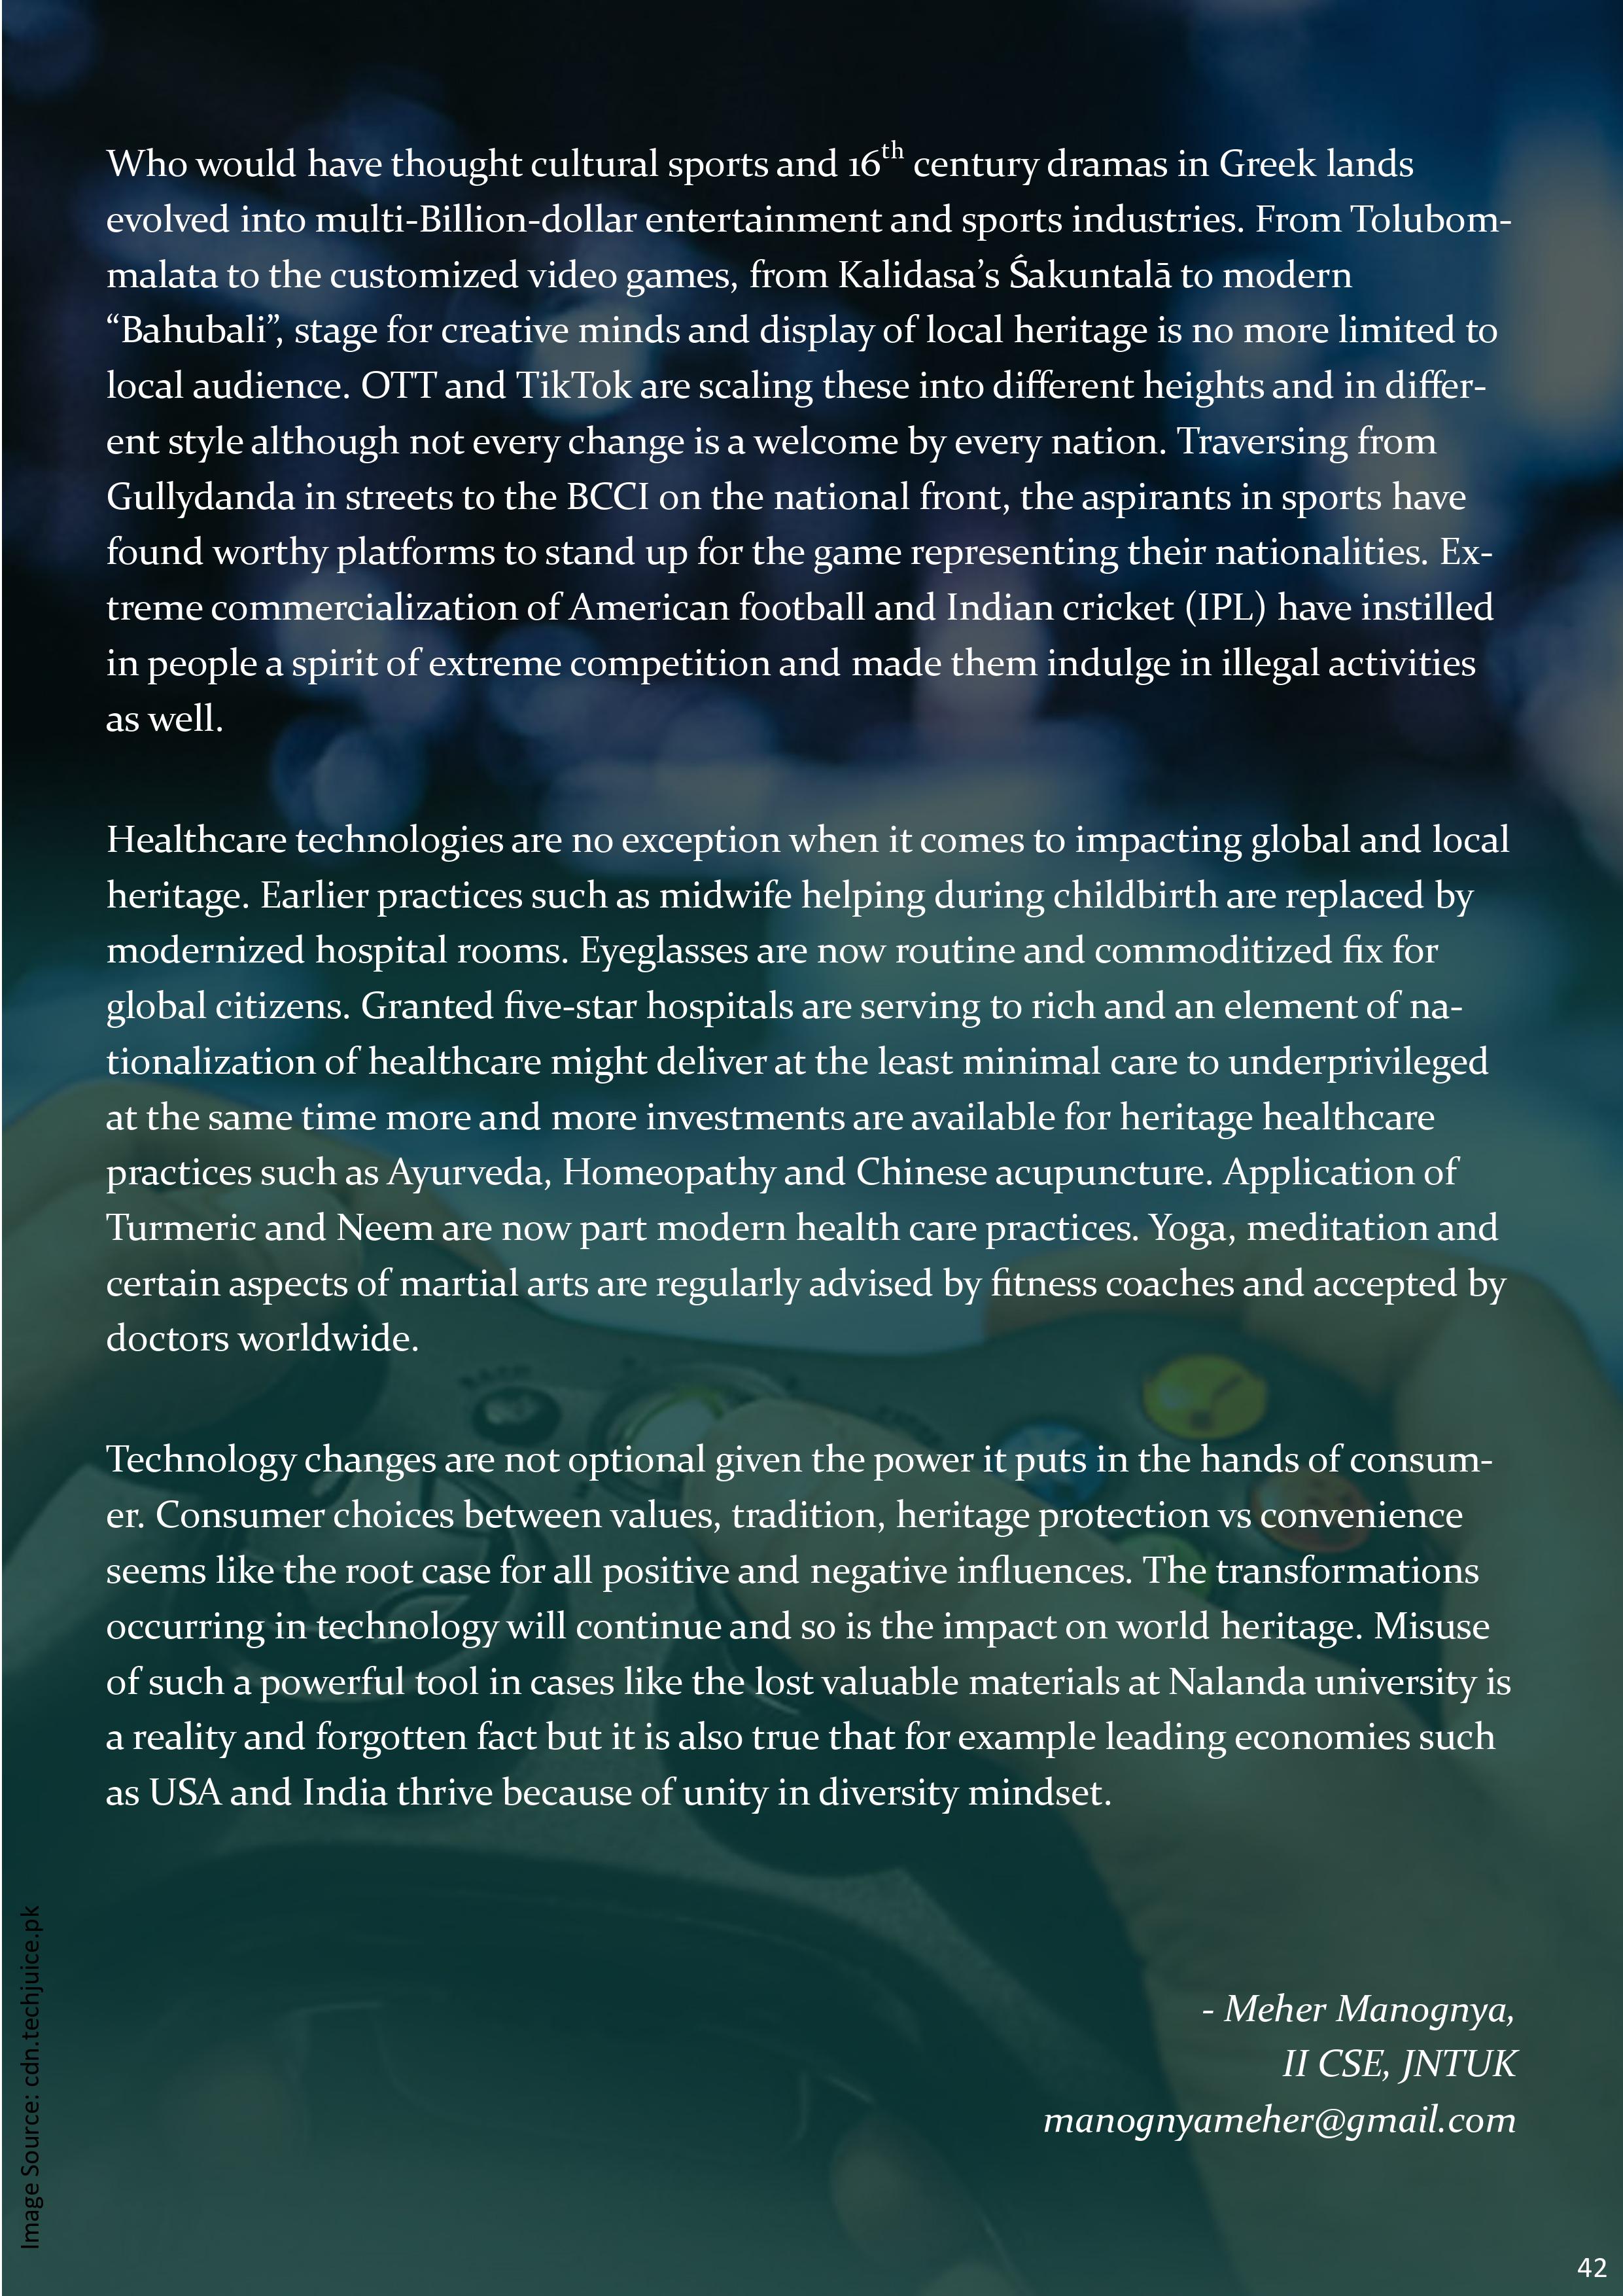 Who would have thought cultural sports and 16th century dramas in Greek lands
evolved into multi-Billion-dollar entertainment and sports industries. From Tolubom-
malata to the customized video games, from Kalidasa’s Śakuntalā to modern
“Bahubali”, stage for creative minds and display of local heritage is no more limited to
local audience. OTT and TikTok are scaling these into different heights and in differ-
ent style although not every change is a welcome by every nation. Traversing from
Gullydanda in streets to the BCCI on the national front, the aspirants in sports have
found worthy platforms to stand up for the game representing their nationalities. Ex-
treme commercialization of American football and Indian cricket (IPL) have instilled
in people a spirit of extreme competition and made them indulge in illegal activities
as well.
Healthcare technologies are no exception when it comes to impacting global and local
heritage. Earlier practices such as midwife helping during childbirth are replaced by
modernized hospital rooms. Eyeglasses are now routine and commoditized fix for
global citizens. Granted five-star hospitals are serving to rich and an element of na-
tionalization of healthcare might deliver at the least minimal care to underprivileged
at the same time more and more investments are available for heritage healthcare
practices such as Ayurveda, Homeopathy and Chinese acupuncture. Application of
Turmeric and Neem are now part modern health care practices. Yoga, meditation and
certain aspects of martial arts are regularly advised by fitness coaches and accepted by
doctors worldwide.
Technology changes are not optional given the power it puts in the hands of consum-
er. Consumer choices between values, tradition, heritage protection vs convenience
seems like the root case for all positive and negative influences. The transformations
occurring in technology will continue and so is the impact on world heritage. Misuse
of such a powerful tool in cases like the lost valuable materials at Nalanda university is
a reality and forgotten fact but it is also true that for example leading economies such
as USA and India thrive because of unity in diversity mindset.
- Meher Manognya,
II CSE, JNTUK
manognyameher@gmail.com
Image Source: cdn.techjuice.pk
42